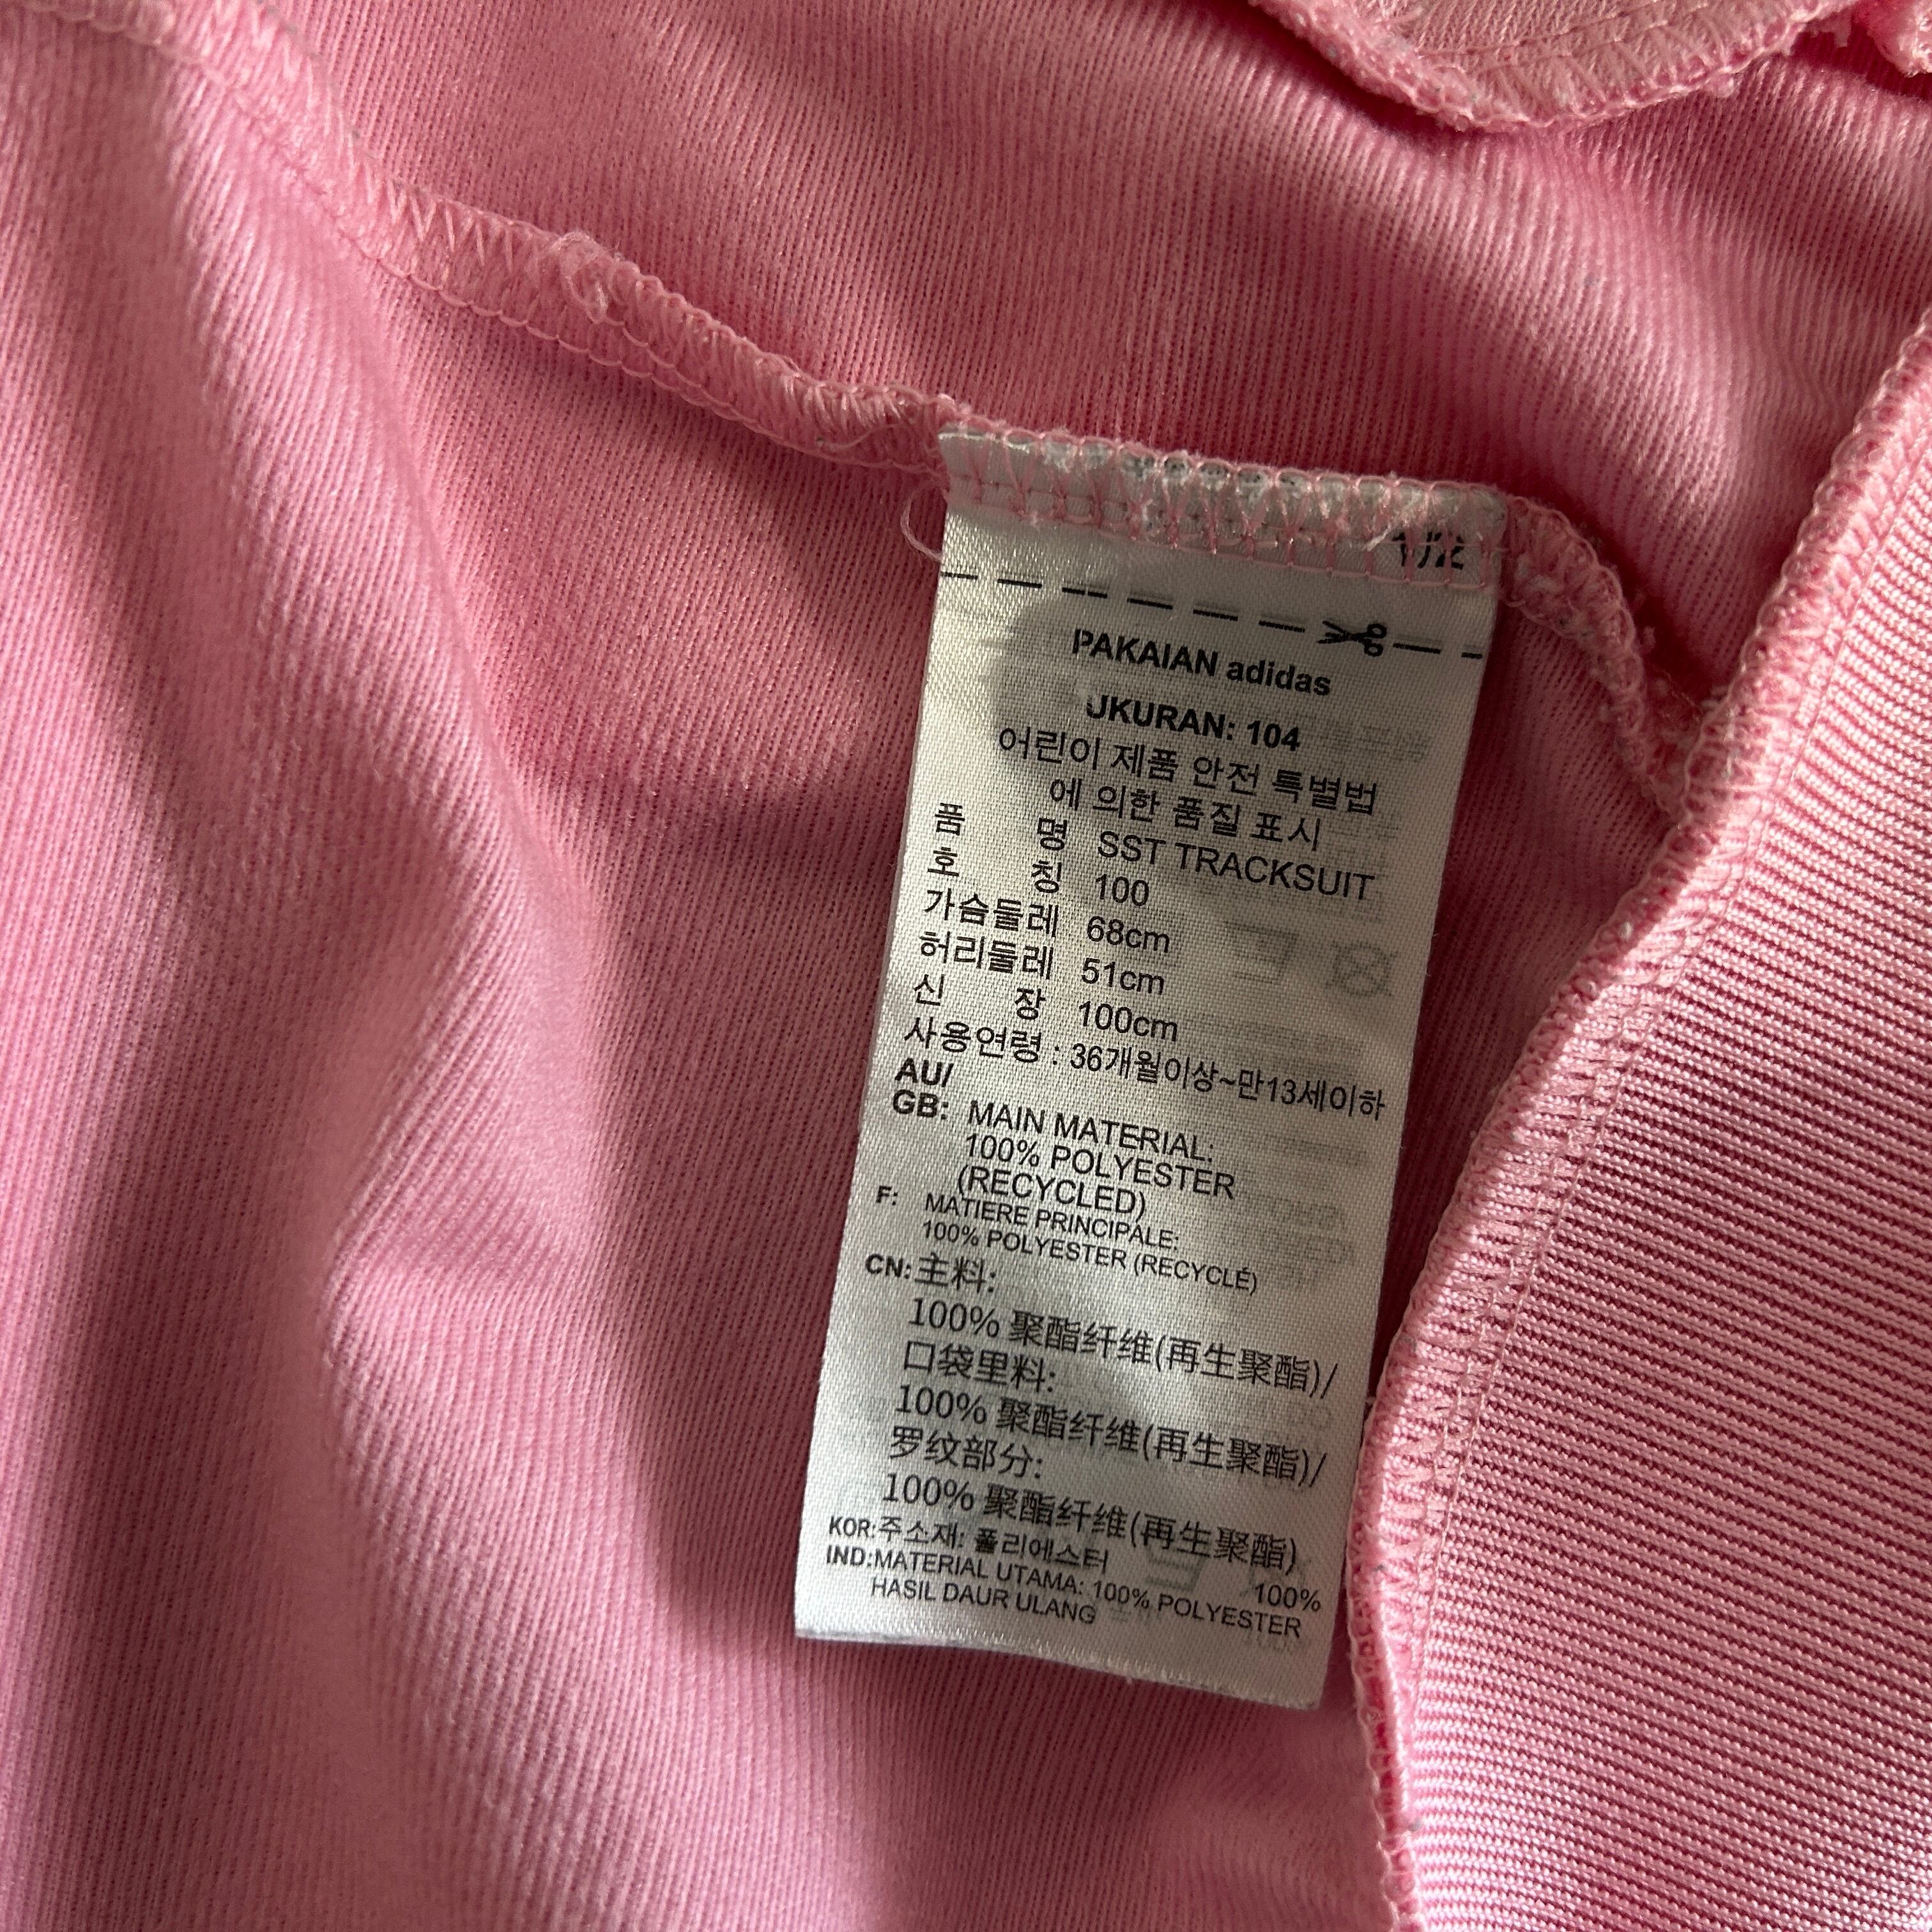 1/2
PAKAIAN adidas
UKURAN: 104
어린이 제품 안전 특별법
에 의한 품질 표시
품 명 SST TRACKSUIT
호 칭 100
가슴둘레 68cm
허리둘레 51cm
신 장 100cm
사용연령 : 36개월이상~만13세이하
AU/
GB: MAIN MATERIAL:
100% POLYESTER
(RECYCLED)
F: MATIERE PRINCIPALE:
100% POLYESTER (RECYCLÉ)
CN: 主料:
100% 聚酯纤维(再生聚酯)/
口袋里料:
100% 聚酯纤维(再生聚酯)/
罗纹部分:
100% 聚酯纤维(再生聚酯)
KOR: 주소재: 폴리에스터 100%
IND: MATERIAL UTAMA: 100% POLYESTER
HASIL DAUR ULANG